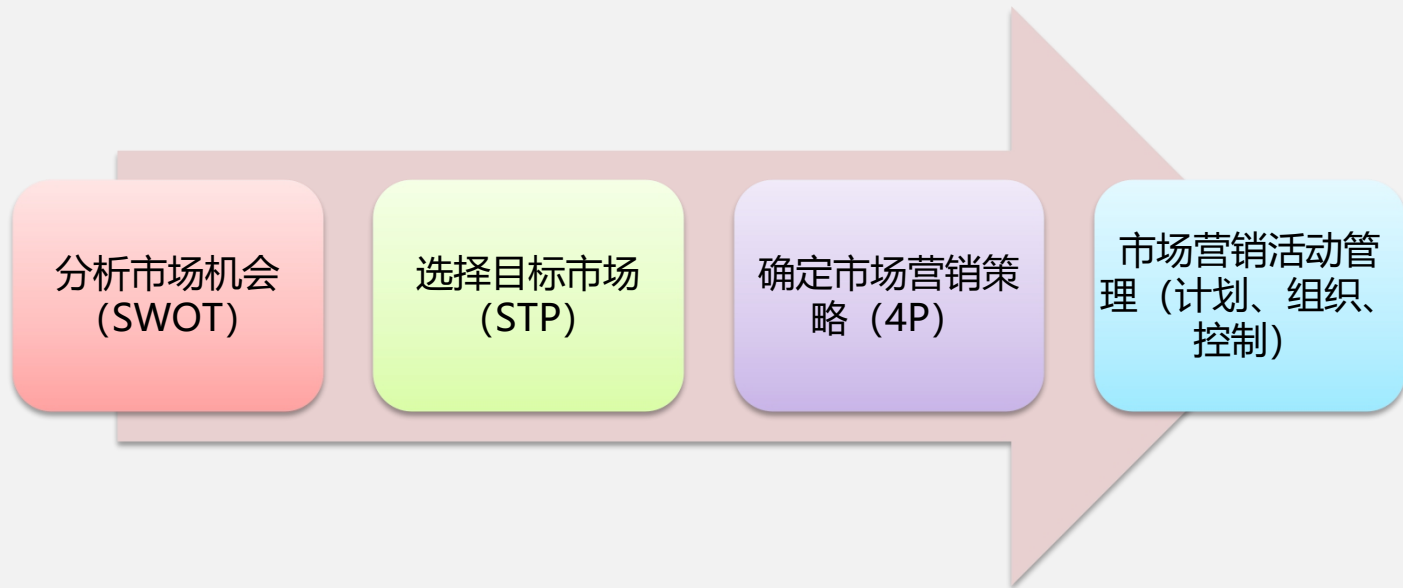 分析市场机会
（SWOT）
选择目标市场
（STP）
确定市场营销策
略（4P）
市场营销活动管
理（计划、组织、
控制）